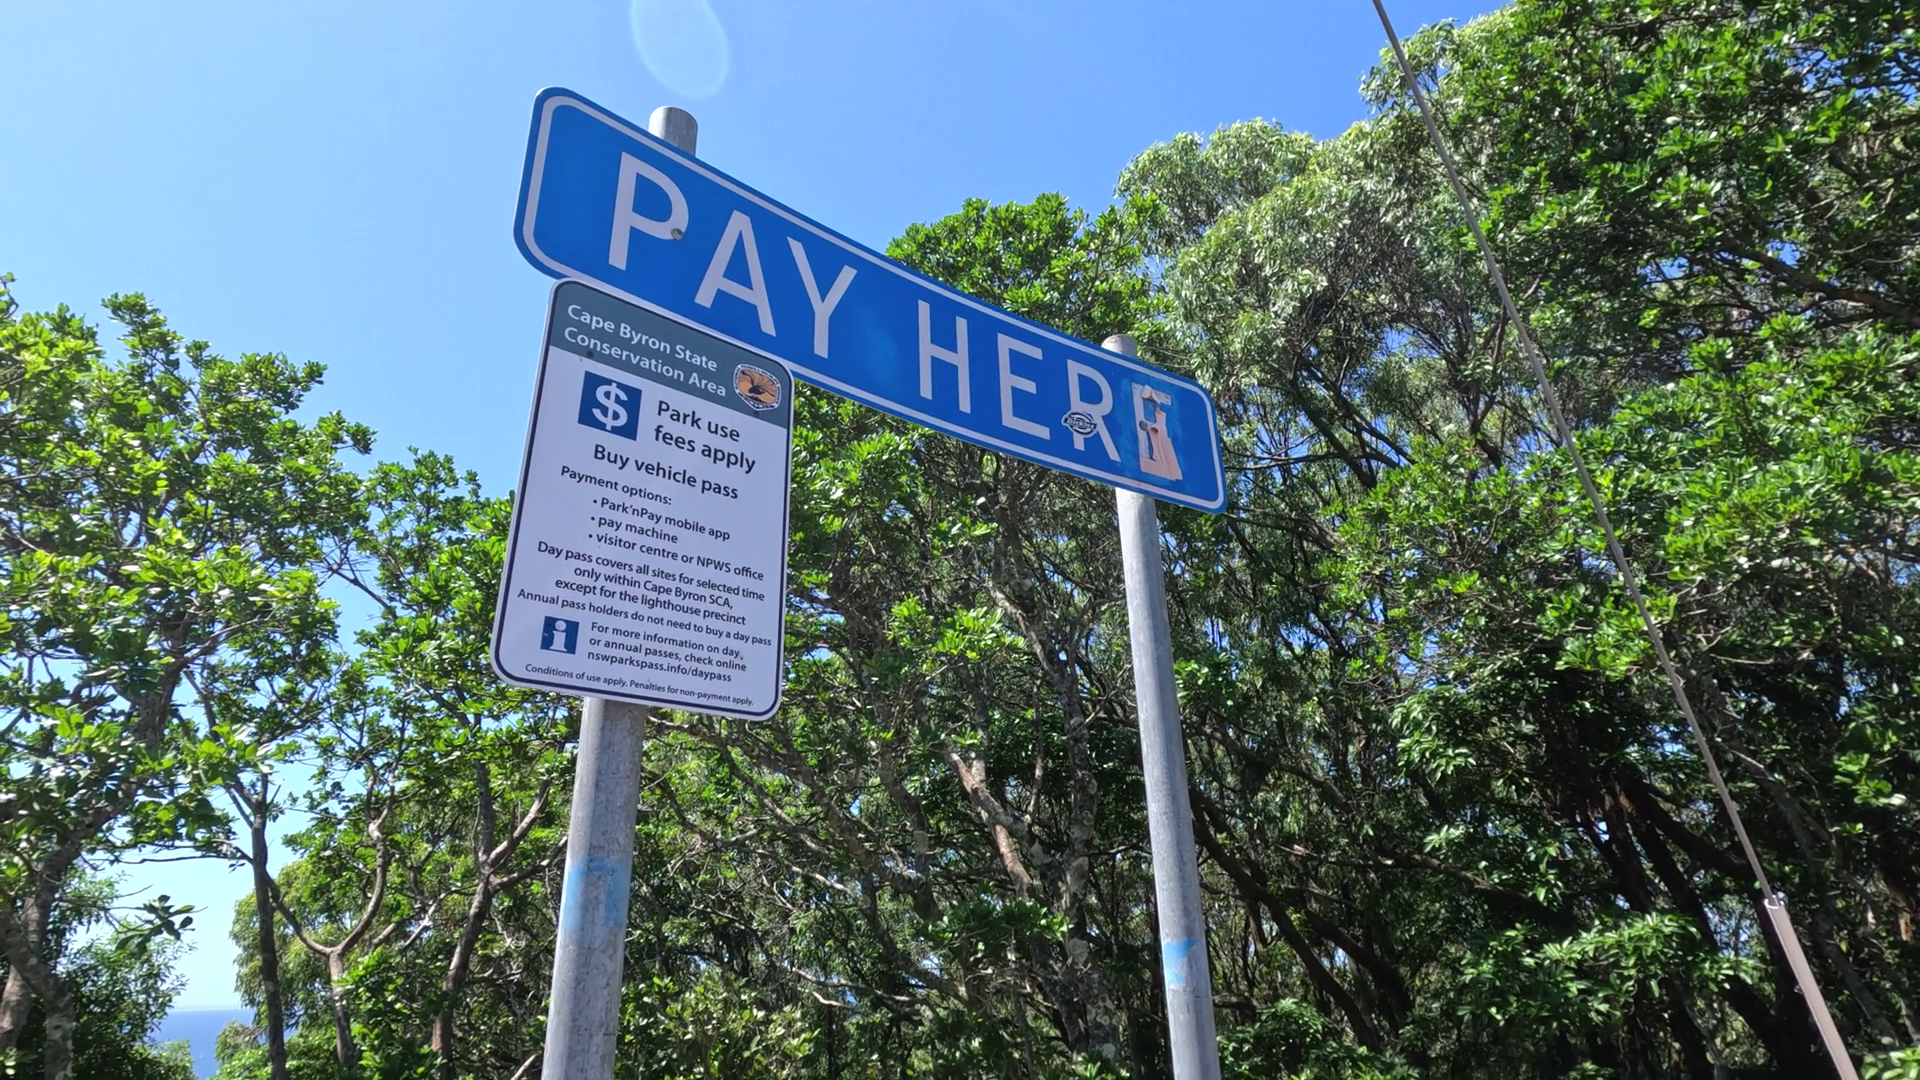 PAY HERE
Cape Byron State
Conservation Area
$
Park use
fees apply
Buy vehicle pass
Payment options:
• Park'nPay mobile app
• pay machine
• visitor centre or NPWS office
Day pass covers all sites for selected time
only within Cape Byron SCA,
except for the lighthouse precinct
Annual pass holders do not need to buy a day pass
i
For more information on day
or annual passes, check online
nswparkspass.info/daypass
Conditions of use apply. Penalties for non-payment apply.